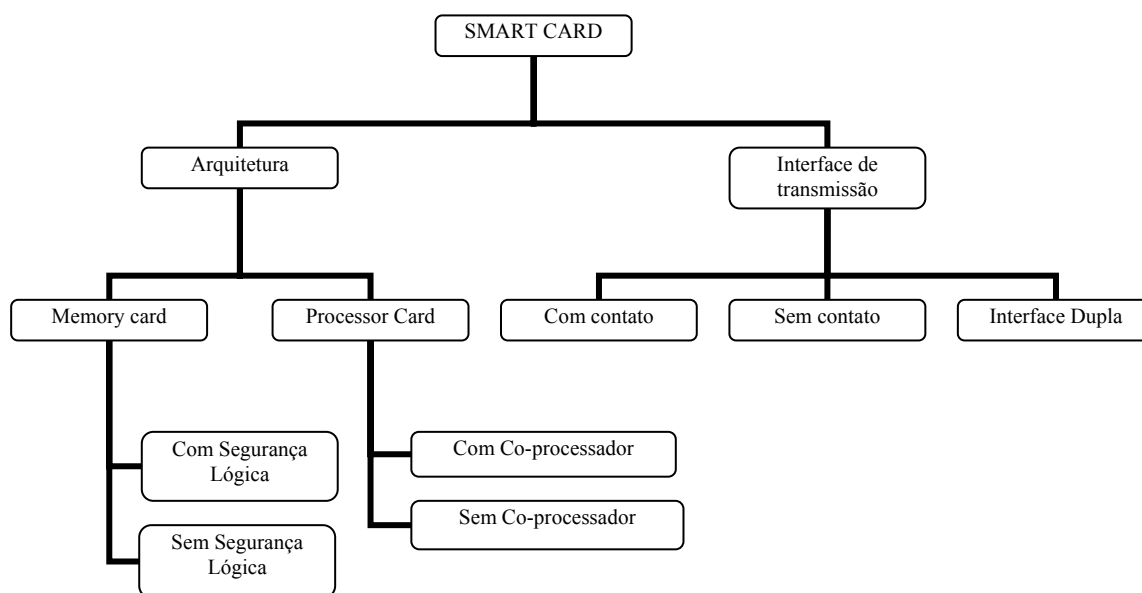 SMART CARD
Arquitetura
Interface de
transmissão
Memory card
Processor Card
Com contato
Sem contato
Interface Dupla
Com Segurança
Lógica
Com Co-processador
Sem Co-processador
Sem Segurança
Lógica